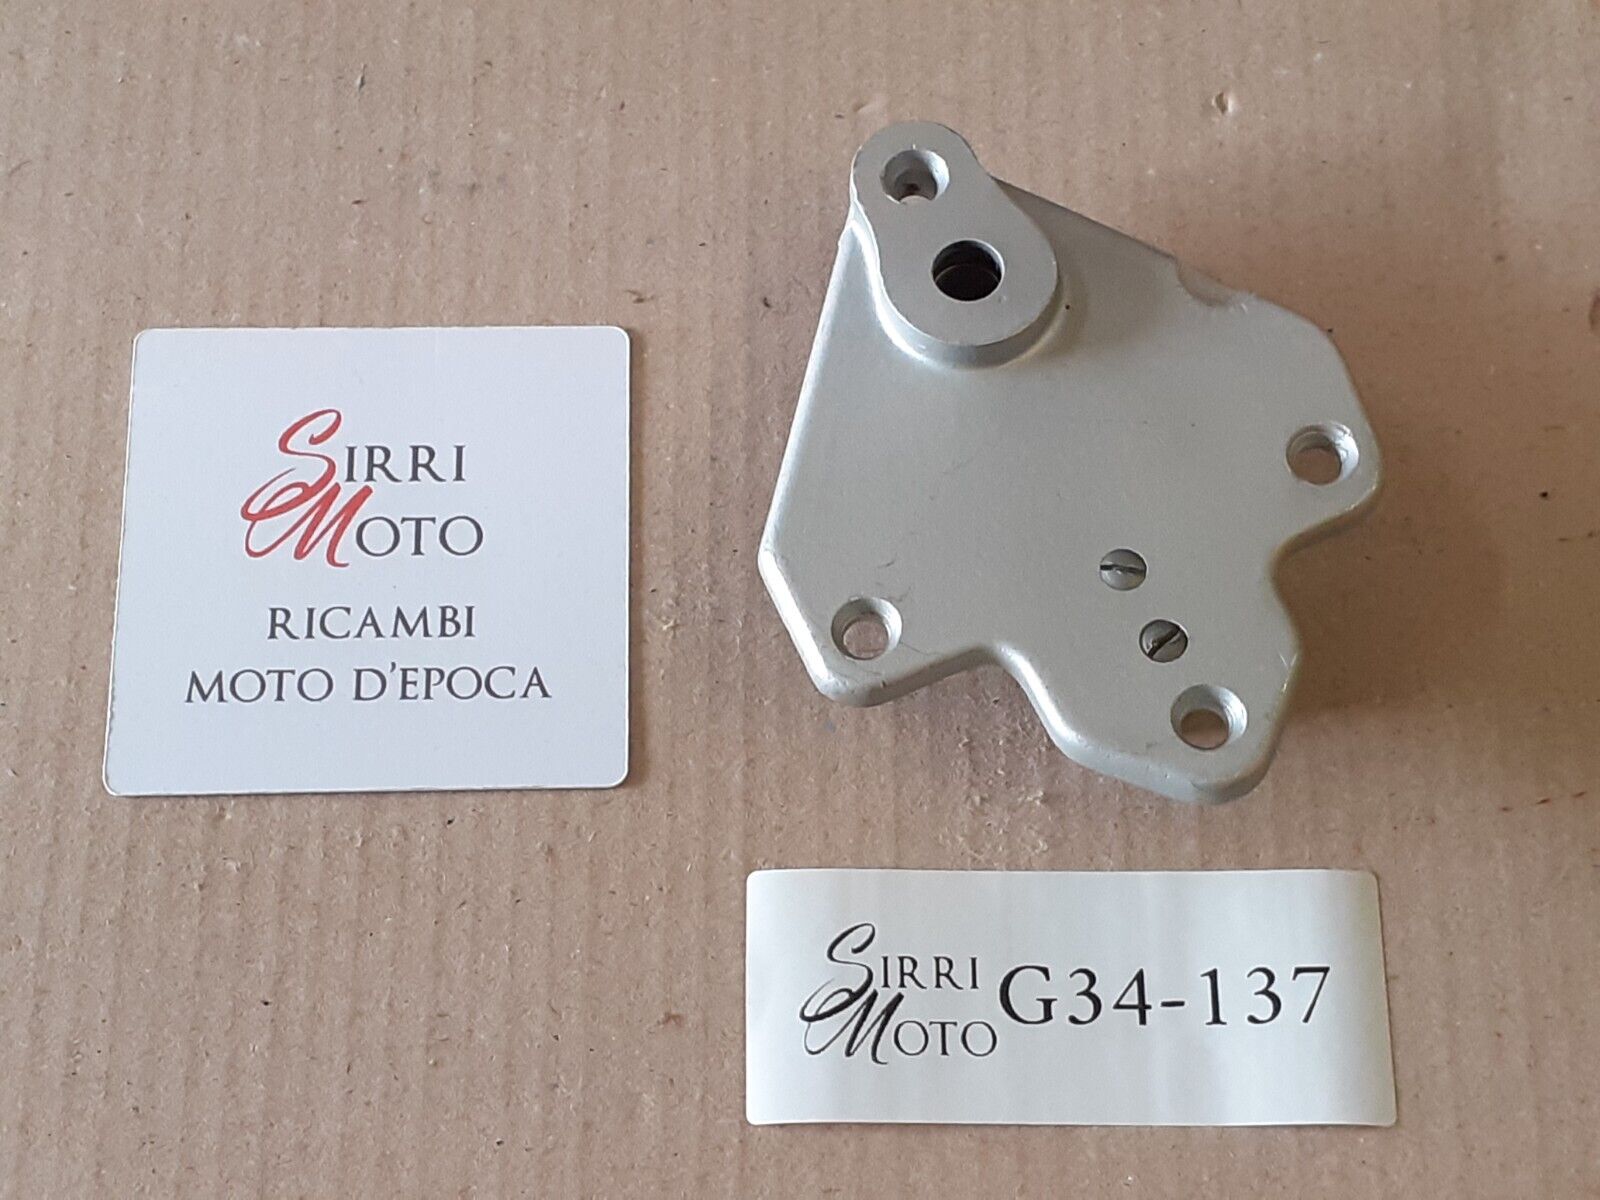 SIRRI
MOTO
RICAMBI
MOTO D'EPOCA
SIRRI
MOTO G34-137